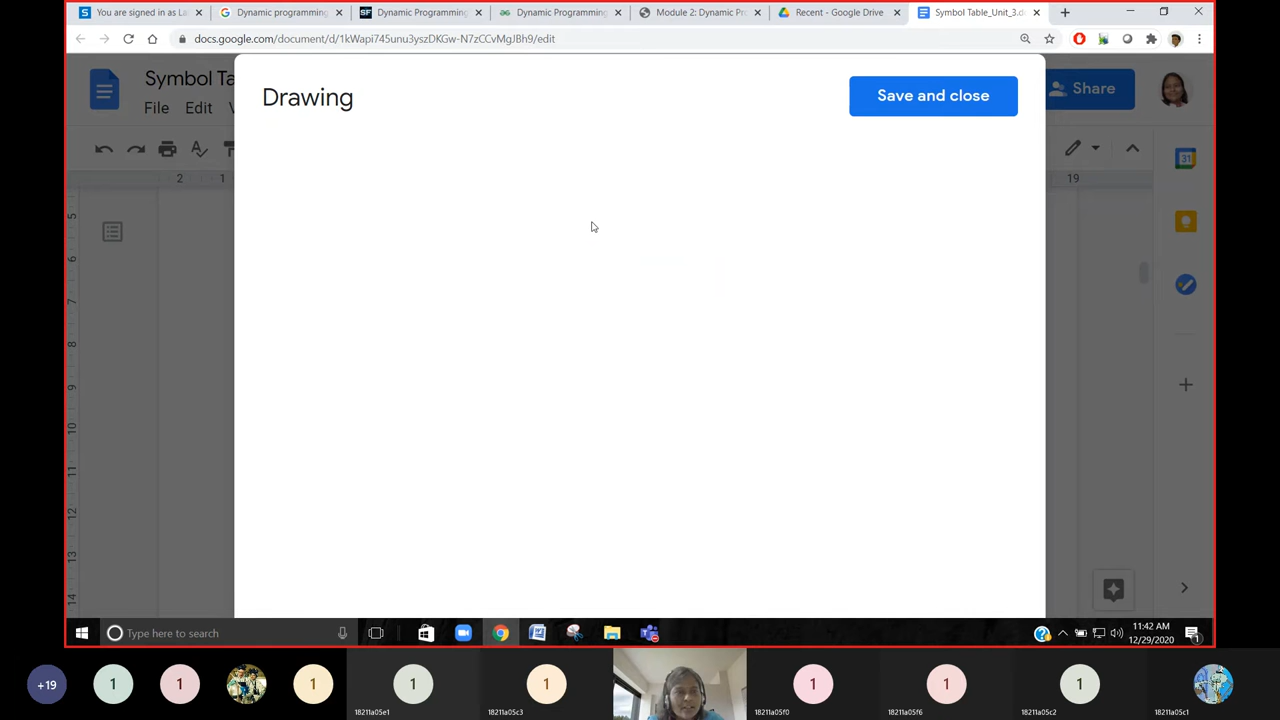 You are signed in as La
Dynamic programming
Dynamic Programming
Dynamic Programming
Module 2: Dynamic Pr
Recent - Google Drive
Symbol Table_Unit_3.d
docs.google.com/document/d/1kWapi745unu3yszDKGw-N7zCCvMgJBh9/edit
Symbol Ta
File Edit V
Share
Drawing
Save and close
2 1
19
5
6
7
8
9
10
11
12
13
14
Type here to search
11:42 AM
12/29/2020
+19
1
1
1
1
1
1
1
1
18211a05e1
18211a05c3
18211a05f0
18211a05f6
18211a05c2
18211a05c1